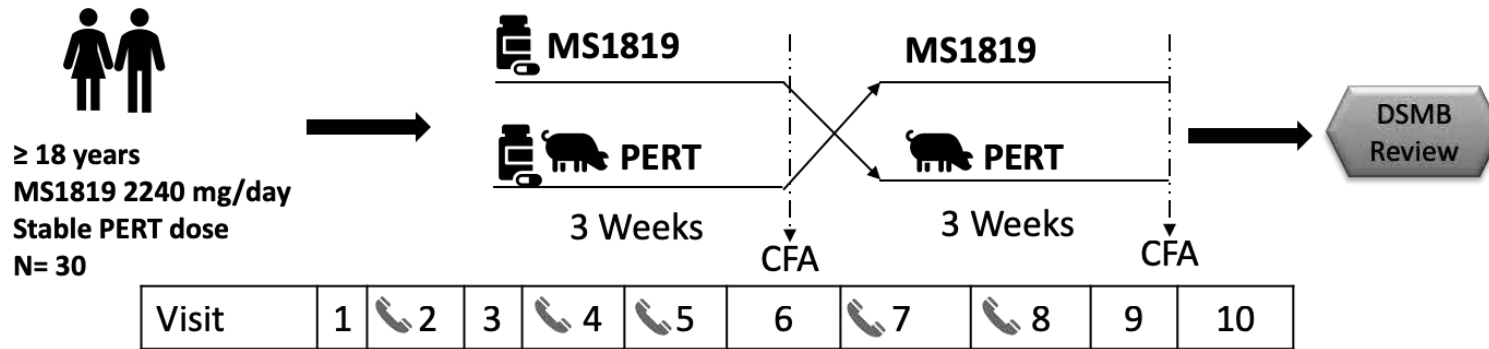 MS1819
MS1819
≥ 18 years
MS1819 2240 mg/day
Stable PERT dose
N= 30
PERT
PERT
3 Weeks
3 Weeks
CFA
CFA
DSMB
Review
Visit 1 2 3 4 5 6 7 8 9 10